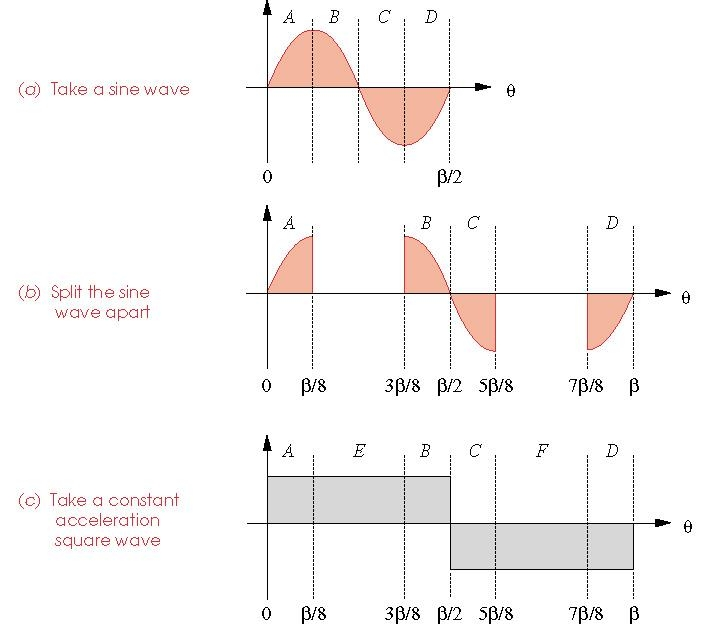 A B C D
(a) Take a sine wave
θ
0 β/2
A B C D
(b) Split the sine
wave apart
θ
0 β/8 3β/8 β/2 5β/8 7β/8 β
A E B C F D
(c) Take a constant
acceleration
square wave
θ
0 β/8 3β/8 β/2 5β/8 7β/8 β